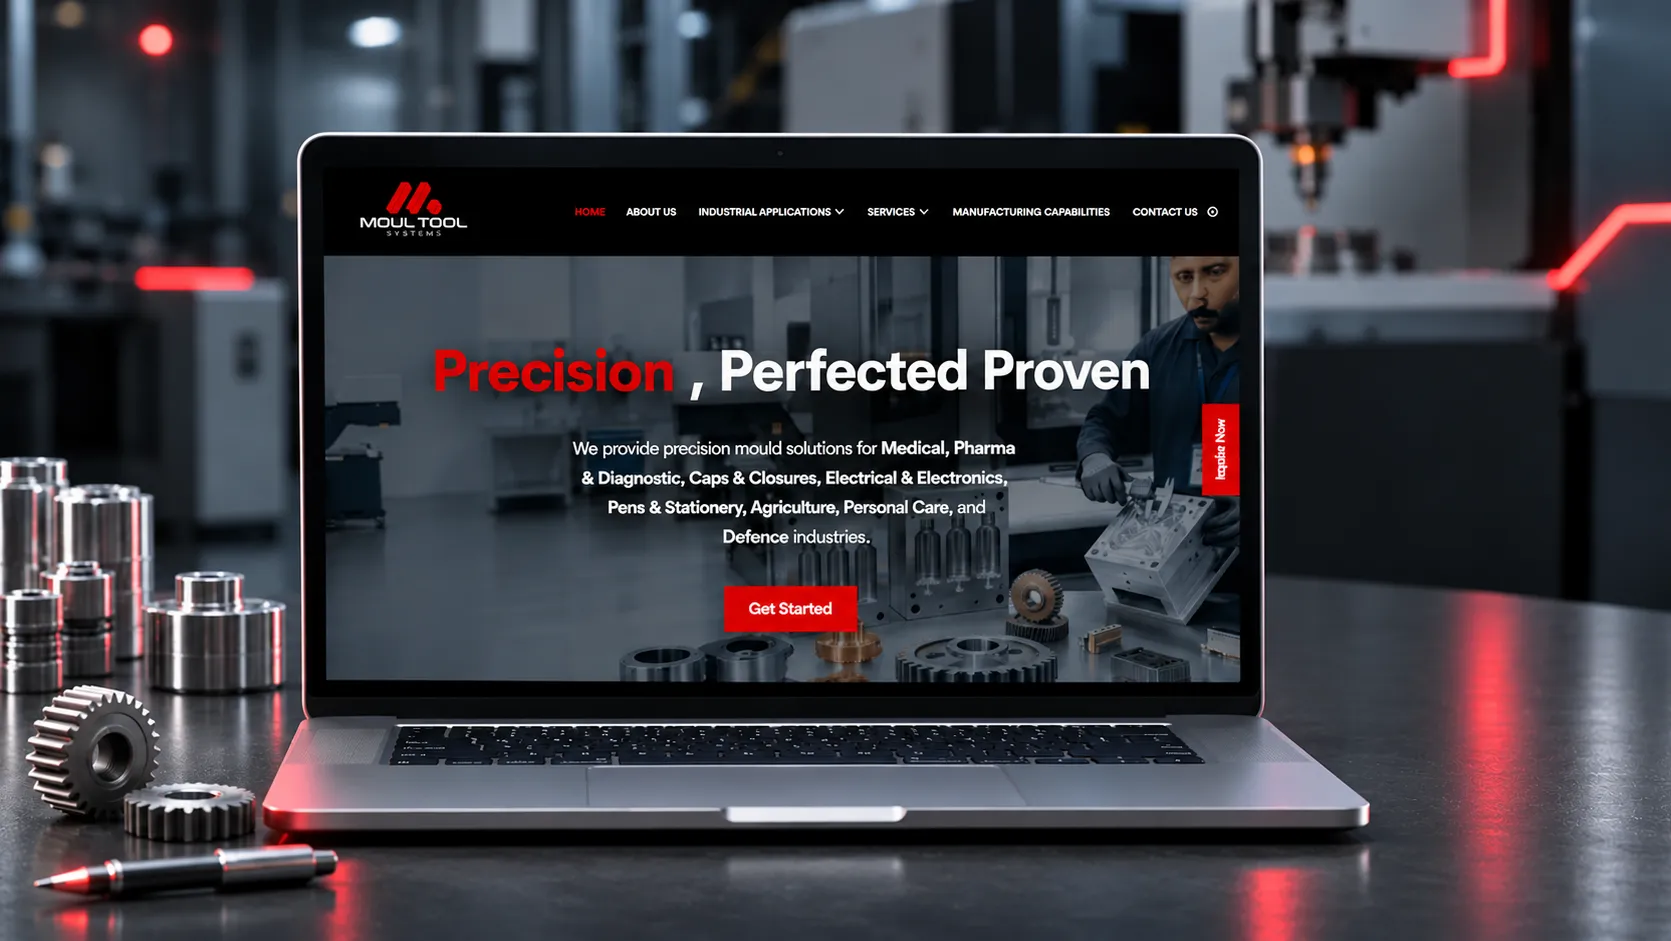 MOUL TOOL
SYSTEMS
HOME
ABOUT US
INDUSTRIAL APPLICATIONS
SERVICES
MANUFACTURING CAPABILITIES
CONTACT US
Precision , Perfected Proven
We provide precision mould solutions for Medical, Pharma
& Diagnostic, Caps & Closures, Electrical & Electronics,
Pens & Stationery, Agriculture, Personal Care, and
Defence industries.
Get Started
Inquire Now